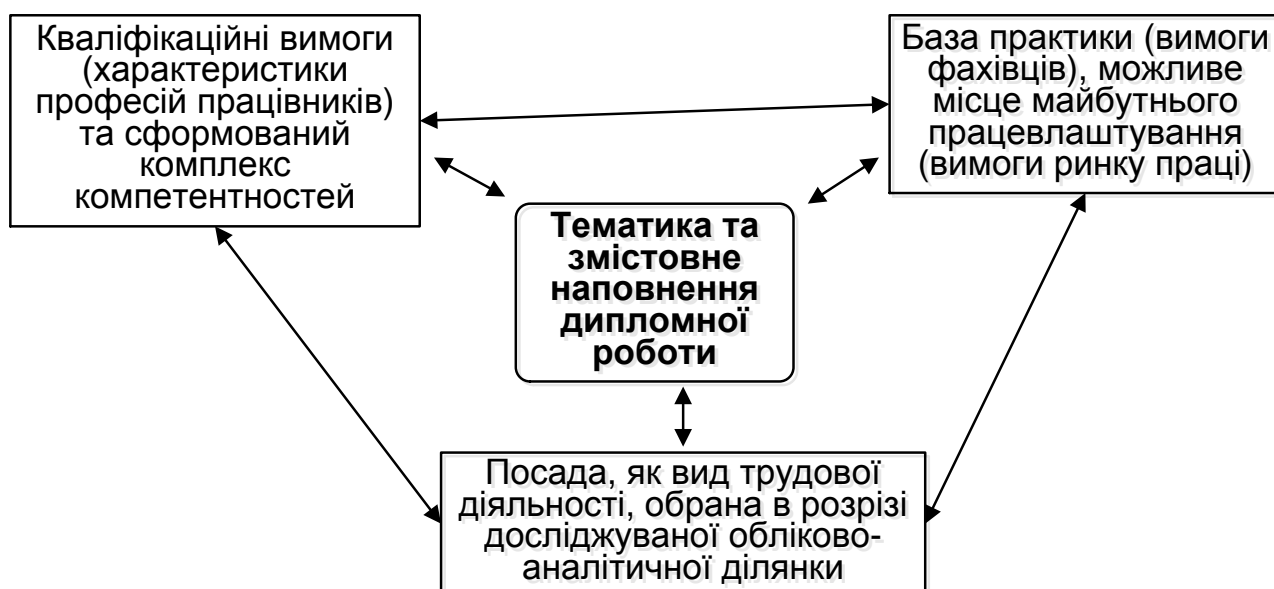 Кваліфікаційні вимоги
(характеристики
професій працівників)
та сформований
комплекс
компетентностей
База практики (вимоги
фахівців), можливе
місце майбутнього
працевлаштування
(вимоги ринку праці)
Тематика та
змістовне
наповнення
дипломної
роботи
Посада, як вид трудової
діяльності, обрана в розрізі
досліджуваної обліково-
аналітичної ділянки